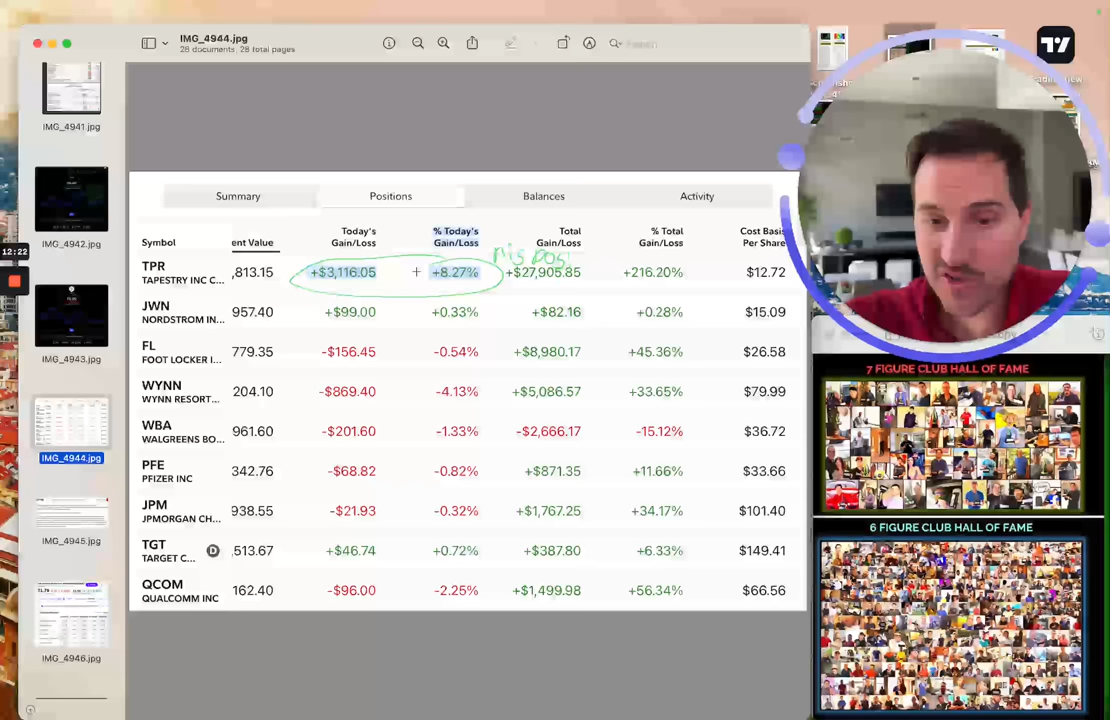 IMG_4944.jpg
28 documents, 28 total pages
Search
IMG_4941.jpg
IMG_4942.jpg
12:22
IMG_4943.jpg
IMG_4944.jpg
IMG_4945.jpg
IMG_4946.jpg
Summary Positions Balances Activity
Symbol ent Value Today's Gain/Loss % Today's Gain/Loss Total Gain/Loss % Total Gain/Loss Cost Basis Per Share
mis pos
TPR ,813.15 +$3,116.05 +8.27% +$27,905.85 +216.20% $12.72
TAPESTRY INC C...
JWN 957.40 +$99.00 +0.33% +$82.16 +0.28% $15.09
NORDSTROM IN...
FL 779.35 -$156.45 -0.54% +$8,980.17 +45.36% $26.58
FOOT LOCKER I...
WYNN 204.10 -$869.40 -4.13% +$5,086.57 +33.65% $79.99
WYNN RESORT...
WBA 961.60 -$201.60 -1.33% -$2,666.17 -15.12% $36.72
WALGREENS BO...
PFE 342.76 -$68.82 -0.82% +$871.35 +11.66% $33.66
PFIZER INC
JPM 938.55 -$21.93 -0.32% +$1,767.25 +34.17% $101.40
JPMORGAN CH...
TGT D ,513.67 +$46.74 +0.72% +$387.80 +6.33% $149.41
TARGET C...
QCOM 162.40 -$96.00 -2.25% +$1,499.98 +56.34% $66.56
QUALCOMM INC
7 FIGURE CLUB HALL OF FAME
6 FIGURE CLUB HALL OF FAME